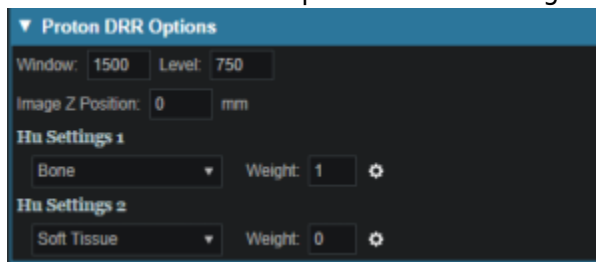 Proton DRR Options
Window: 1500 Level: 750
Image Z Position: 0 mm
Hu Settings 1
Bone Weight: 1
Hu Settings 2
Soft Tissue Weight: 0